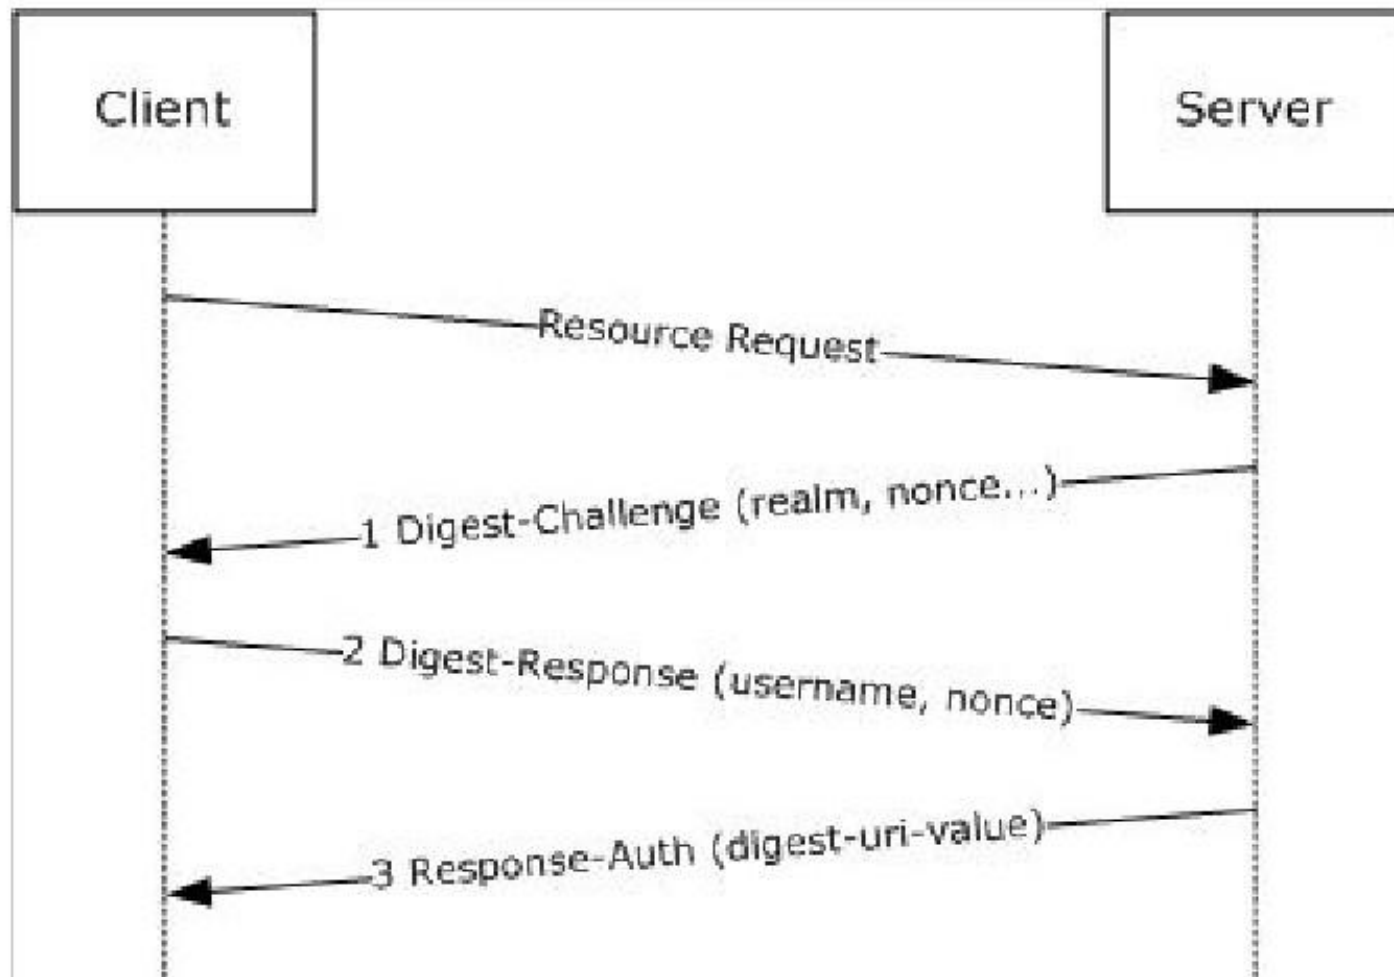 Client
Server
Resource Request
1 Digest-Challenge (realm, nonce...)
2 Digest-Response (username, nonce)
3 Response-Auth (digest-uri-value)